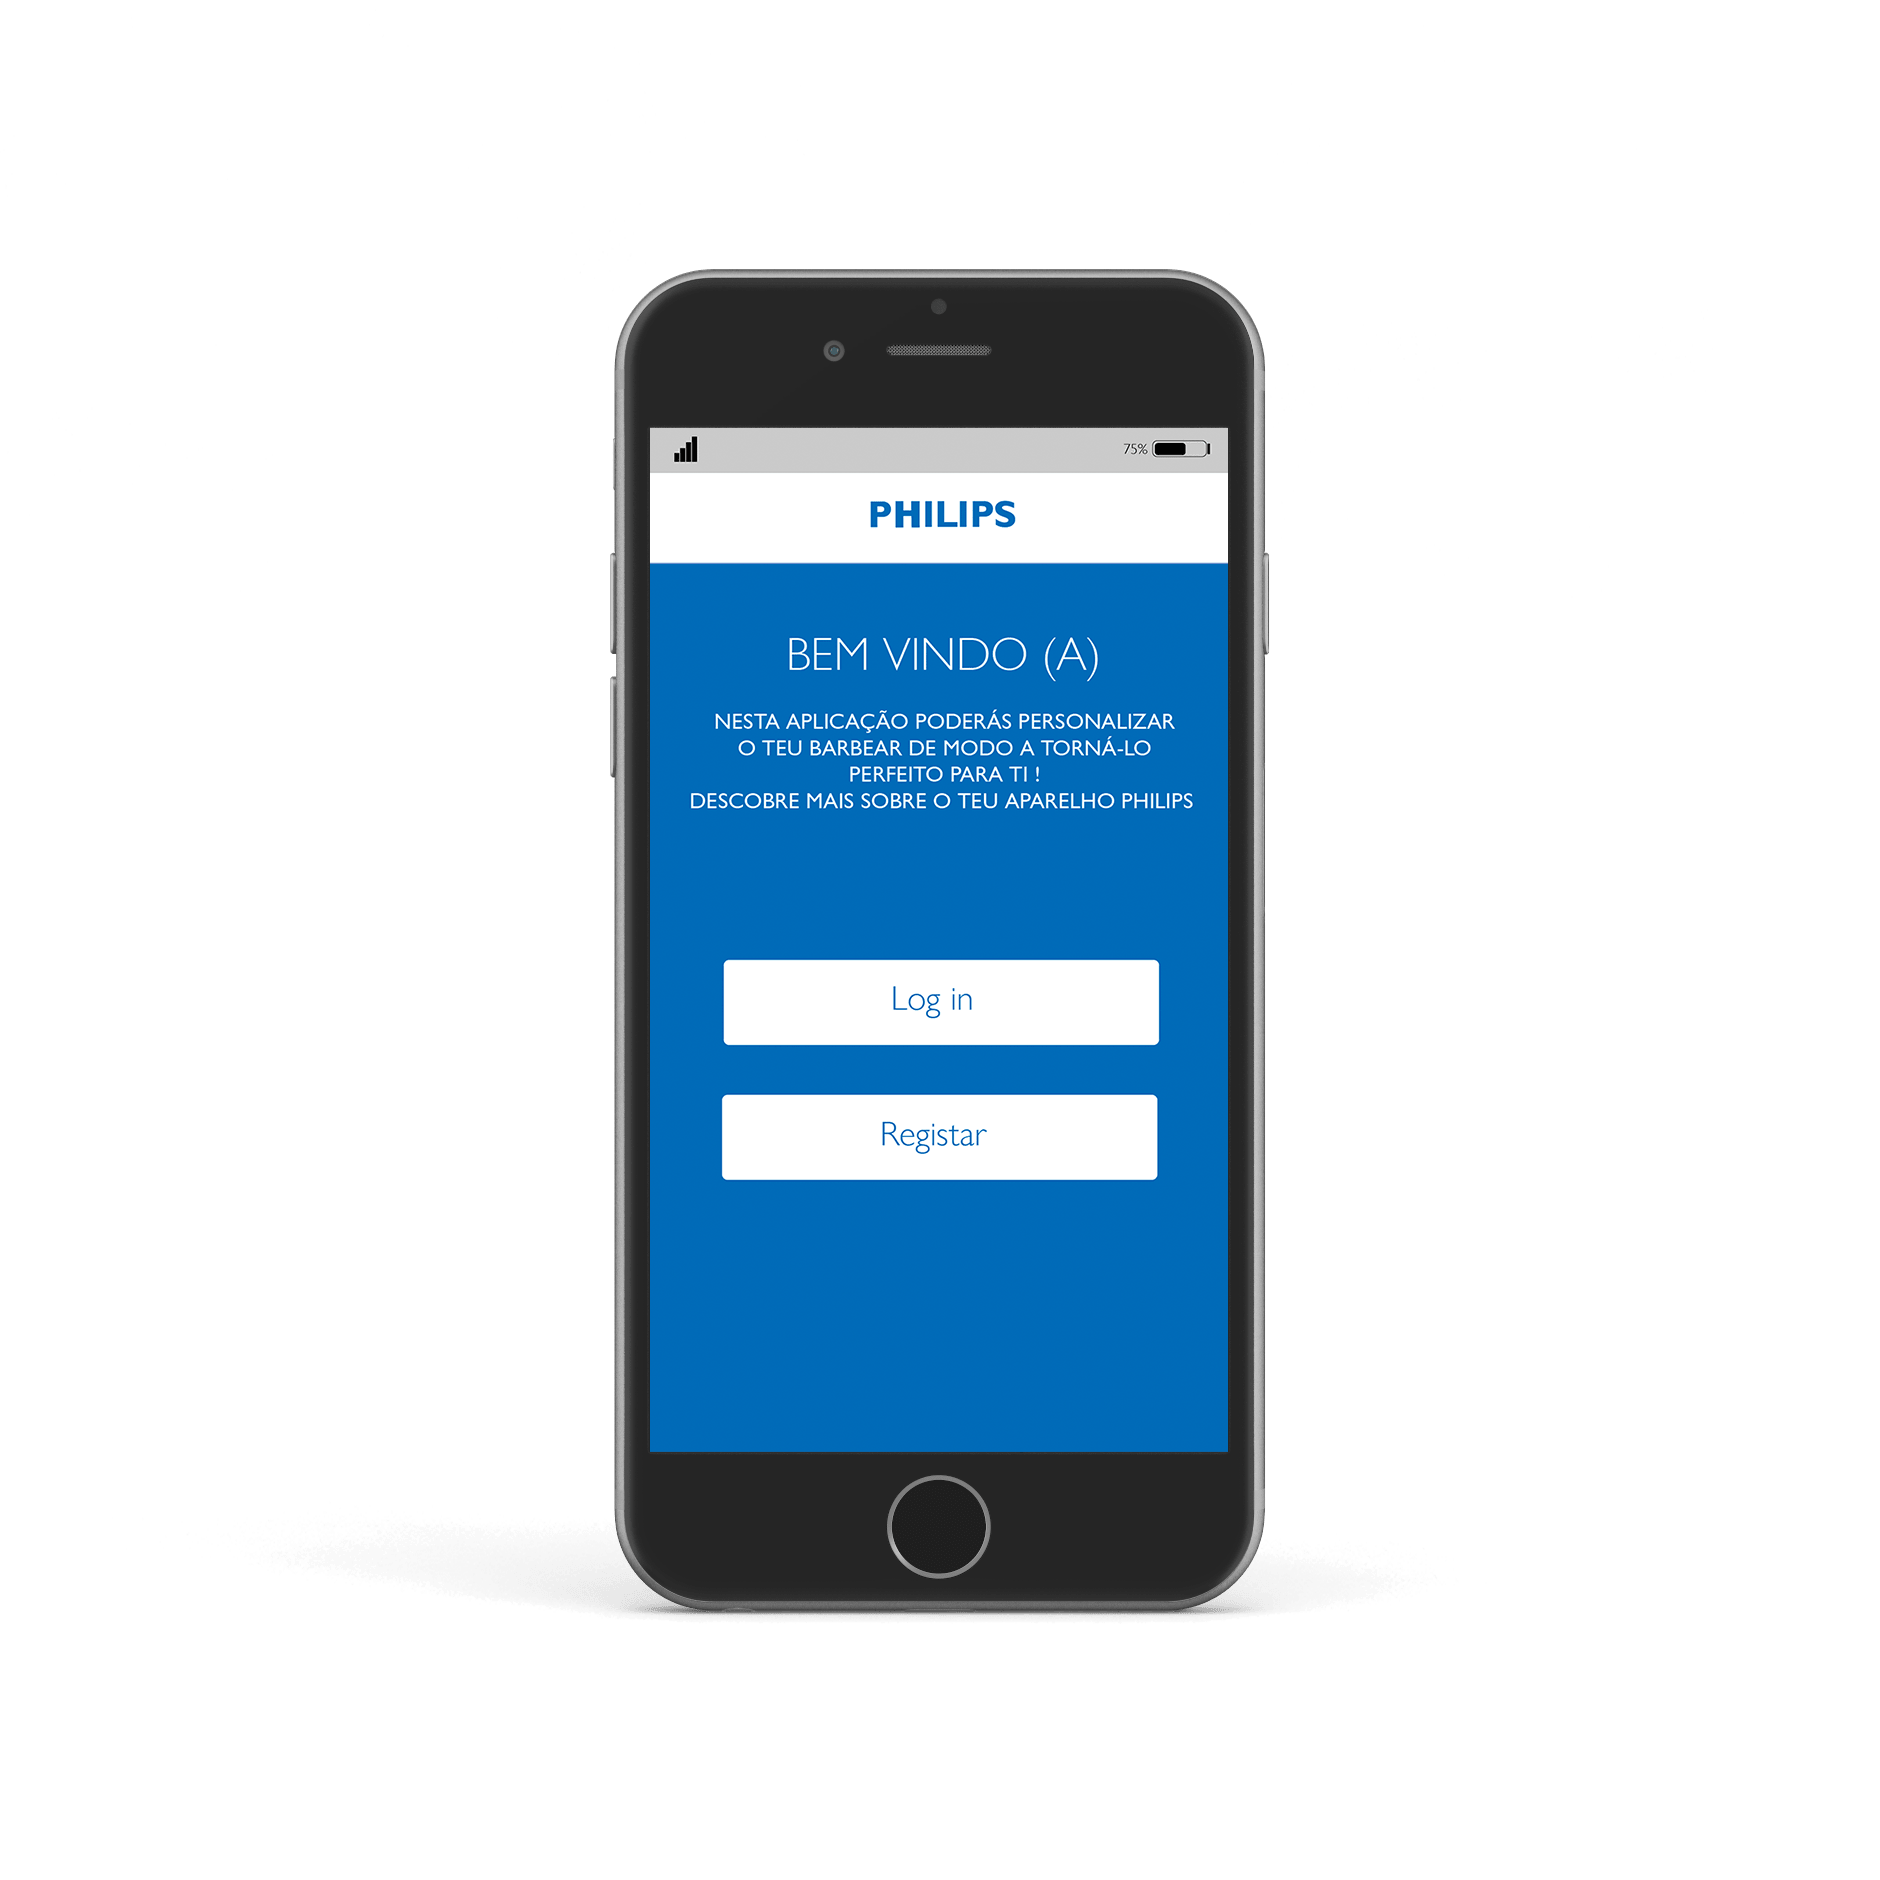 75%
PHILIPS
BEM VINDO (A)
NESTA APLICAÇÃO PODERÁS PERSONALIZAR
O TEU BARBEAR DE MODO A TORNÁ-LO
PERFEITO PARA TI !
DESCOBRE MAIS SOBRE O TEU APARELHO PHILIPS
Log in
Registar